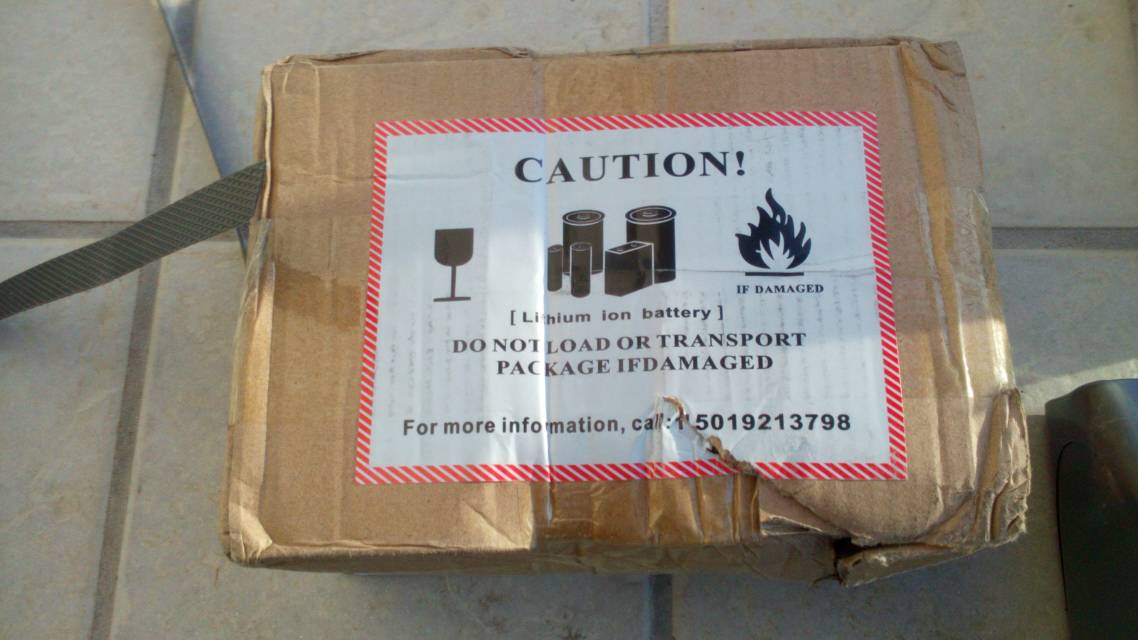 CAUTION!
IF DAMAGED
[ Lithium ion battery ]
DO NOT LOAD OR TRANSPORT
PACKAGE IFDAMAGED
For more information, call:15019213798